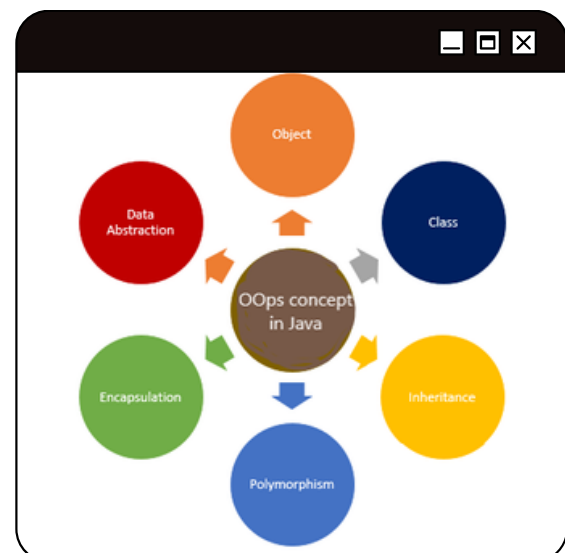 Object
Data
Abstraction
Class
OOps concept
in Java
Encapsulation
Inheritance
Polymorphism